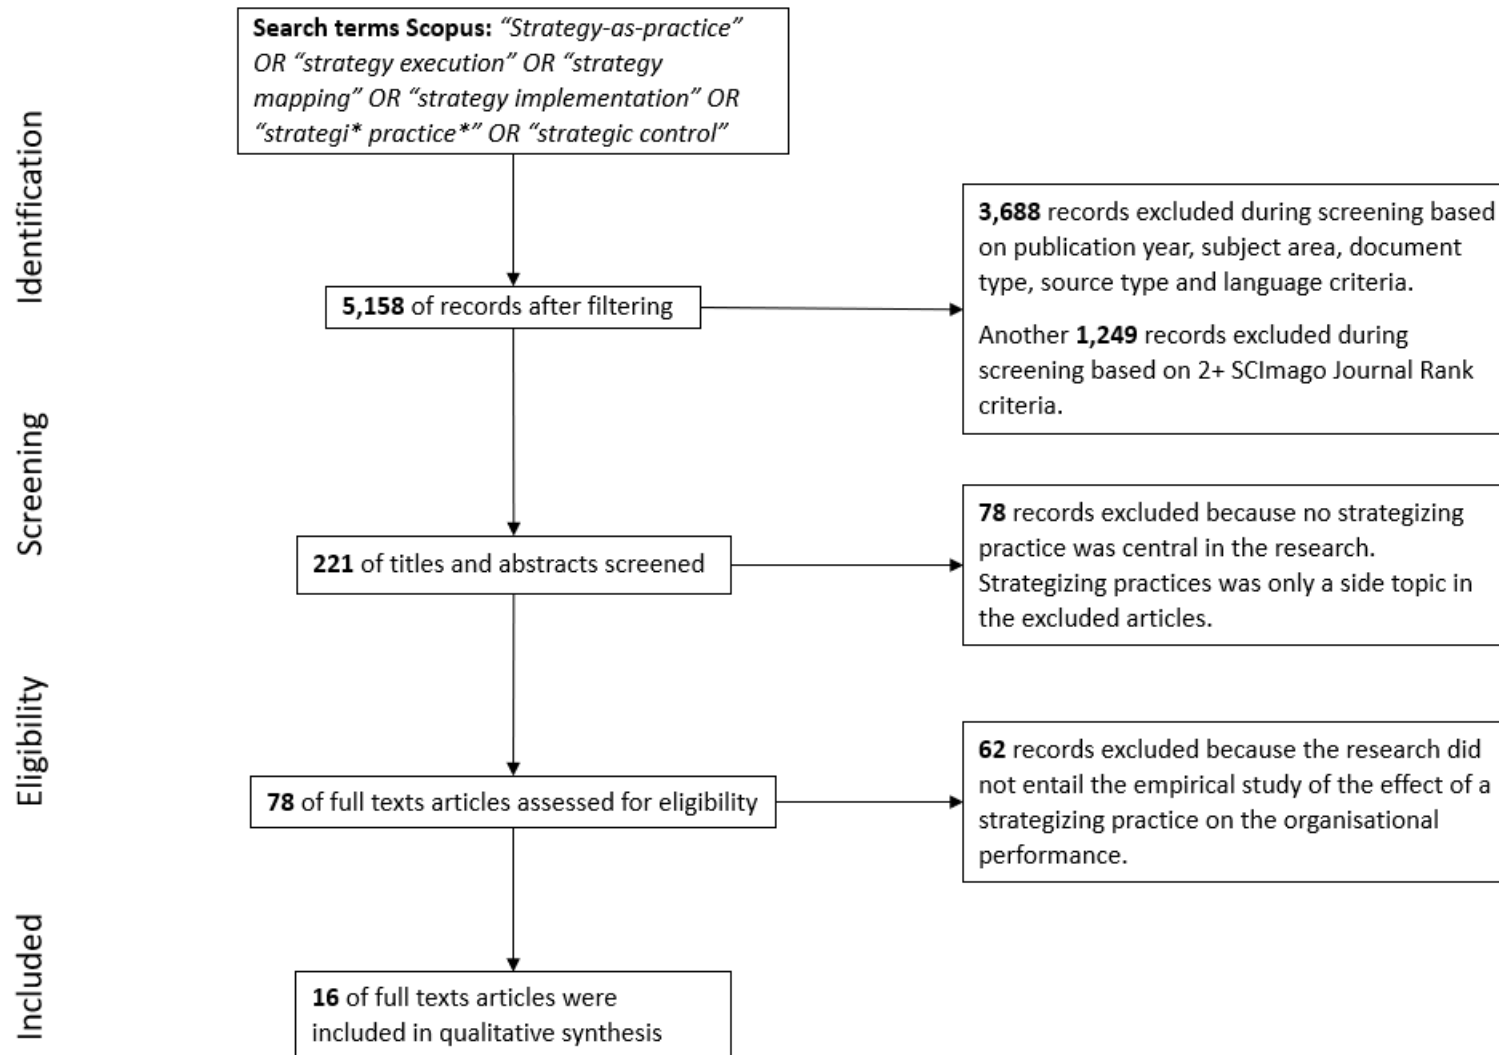 Identification
Search terms Scopus: “Strategy-as-practice”
OR “strategy execution” OR “strategy
mapping” OR “strategy implementation” OR
“strategi* practice*” OR “strategic control”
5,158 of records after filtering
3,688 records excluded during screening based
on publication year, subject area, document
type, source type and language criteria.
Another 1,249 records excluded during
screening based on 2+ SCImago Journal Rank
criteria.
Screening
221 of titles and abstracts screened
78 records excluded because no strategizing
practice was central in the research.
Strategizing practices was only a side topic in
the excluded articles.
Eligibility
78 of full texts articles assessed for eligibility
62 records excluded because the research did
not entail the empirical study of the effect of a
strategizing practice on the organisational
performance.
Included
16 of full texts articles were
included in qualitative synthesis